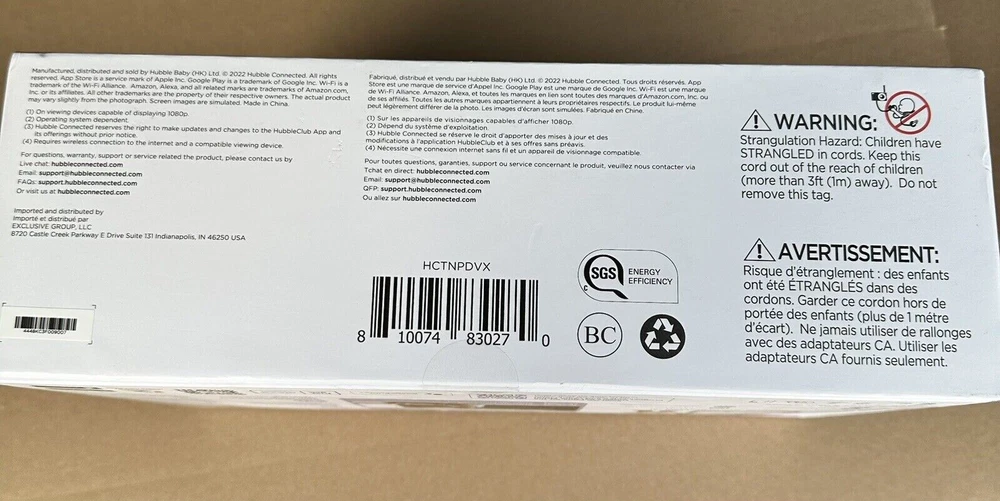 Manufactured, distributed and sold by Hubble Baby (HK) Ltd. © 2022 Hubble Connected. All rights
reserved. App Store is a service mark of Apple Inc. Google Play is a trademark of Google Inc. Wi-Fi is a
trademark of the Wi-Fi Alliance. Amazon, Alexa, and all related marks are trademarks of Amazon.com,
Inc. or its affiliates. All other trademarks are the property of their respective owners. The actual product
may vary slightly from the photograph. Screen images are simulated. Made in China.
(1) On viewing devices capable of displaying 1080p.
(2) Operating system dependent.
(3) Hubble Connected reserves the right to make updates and changes to the HubbleClub App and
its offerings without prior notice.
(4) Requires wireless connection to the internet and a compatible viewing device.
For questions, warranty, support or service related the product, please contact us by
Live chat: hubbleconnected.com
Email: support@hubbleconnected.com
FAQs: support.hubbleconnected.com
Or visit us at hubbleconnected.com
Imported and distributed by
Importé et distribué par
EXCLUSIVE GROUP, LLC
8720 Castle Creek Parkway E Drive Suite 131 Indianapolis, IN 46250 USA
Fabriqué, distribué et vendu par Hubble Baby (HK) Ltd. © 2022 Hubble Connected. Tous droits réservés. App
Store est une marque de service d'Appel Inc. Google Play est une marque de Google Inc. Wi-Fi est une marque
de Wi-Fi Alliance. Amazon, Alexa, et toutes les marques en lien sont toutes des marques d'Amazon.com, Inc. ou
de ses affiliés. Toutes les autres marques appartiennent à leurs propriétaires respectifs. Le produit lui-même
peut légèrement différer de la photo. Les images d'écran sont simulées. Fabriqué en Chine.
(1) Sur les appareils de visionnages capables d'afficher 1080p.
(2) Dépend du système d'exploitation.
(3) Hubble Connected se réserve le droit d'apporter des mises à jour et des
modifications à l'application HubbleClub et à ses offres sans préavis.
(4) Nécessite une connexion internet sans fil et un appareil de visionnage compatible.
Pour toutes questions, garanties, support ou service concernant le produit, veuillez nous contacter via
Tchat en direct: hubbleconnected.com
Email: support@hubbleconnected.com
QFP: support.hubbleconnected.com
Ou allez sur hubbleconnected.com
HCTNPDVX
8 10074 83027 0
SGS
C
ENERGY
EFFICIENCY
BC
WARNING:
Strangulation Hazard: Children have
STRANGLED in cords. Keep this
cord out of the reach of children
(more than 3ft (1m) away). Do not
remove this tag.
AVERTISSEMENT:
Risque d'étranglement : des enfants
ont été ÉTRANGLÉS dans des
cordons. Garder ce cordon hors de
portée des enfants (plus de 1 métre
d'écart). Ne jamais utiliser de rallonges
avec des adaptateurs CA. Utiliser les
adaptateurs CA fournis seulement.